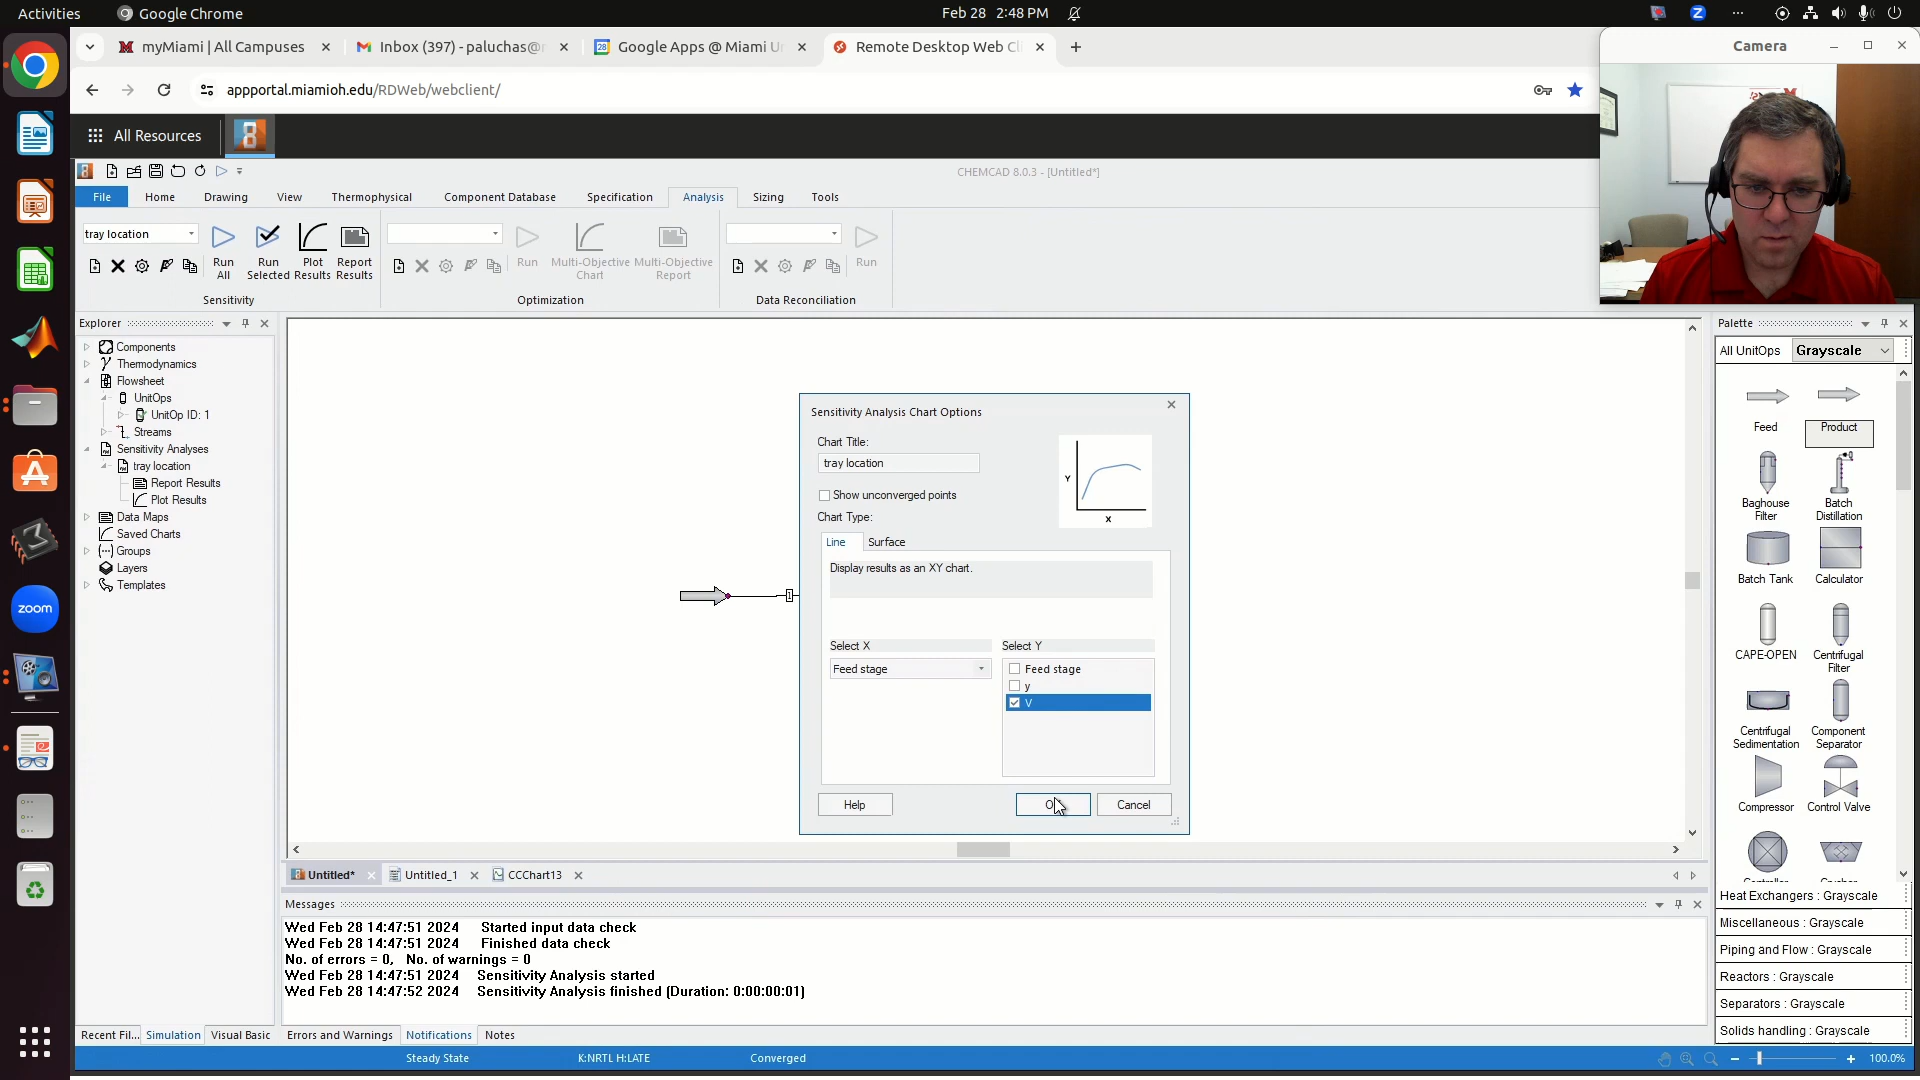 Activities
Google Chrome
Feb 28 2:48 PM
myMiami | All Campuses
Inbox (397) - paluchas@
Google Apps @ Miami U
Remote Desktop Web Cl
Camera
appportal.miamioh.edu/RDWeb/webclient/
All Resources
CHEMCAD 8.0.3 - [Untitled*]
File
Home
Drawing
View
Thermophysical
Component Database
Specification
Analysis
Sizing
Tools
tray location
Run All
Run Selected
Plot Results
Report Results
Run
Multi-Objective Chart
Multi-Objective Report
Run
Sensitivity
Optimization
Data Reconciliation
Explorer
Components
Thermodynamics
Flowsheet
UnitOps
UnitOp ID: 1
Streams
Sensitivity Analyses
tray location
Report Results
Plot Results
Data Maps
Saved Charts
Groups
Layers
Templates
1
Sensitivity Analysis Chart Options
Chart Title:
tray location
Show unconverged points
Chart Type:
Y
X
Line
Surface
Display results as an XY chart.
Select X
Feed stage
Select Y
Feed stage
y
V
Help
Cancel
Palette
All UnitOps
Grayscale
Feed
Product
Baghouse Filter
Batch Distillation
Batch Tank
Calculator
CAPE-OPEN
Centrifugal Filter
Centrifugal Sedimentation
Component Separator
Compressor
Control Valve
Heat Exchangers : Grayscale
Miscellaneous : Grayscale
Piping and Flow : Grayscale
Reactors : Grayscale
Separators : Grayscale
Solids handling : Grayscale
Untitled*
Untitled_1
CCChart13
Messages
Wed Feb 28 14:47:51 2024 Started input data check
Wed Feb 28 14:47:51 2024 Finished data check
No. of errors = 0, No. of warnings = 0
Wed Feb 28 14:47:51 2024 Sensitivity Analysis started
Wed Feb 28 14:47:52 2024 Sensitivity Analysis finished (Duration: 0:00:00:01)
Recent Fil...
Simulation
Visual Basic
Errors and Warnings
Notifications
Notes
Steady State
K:NRTL H:LATE
Converged
100.0%
zoom